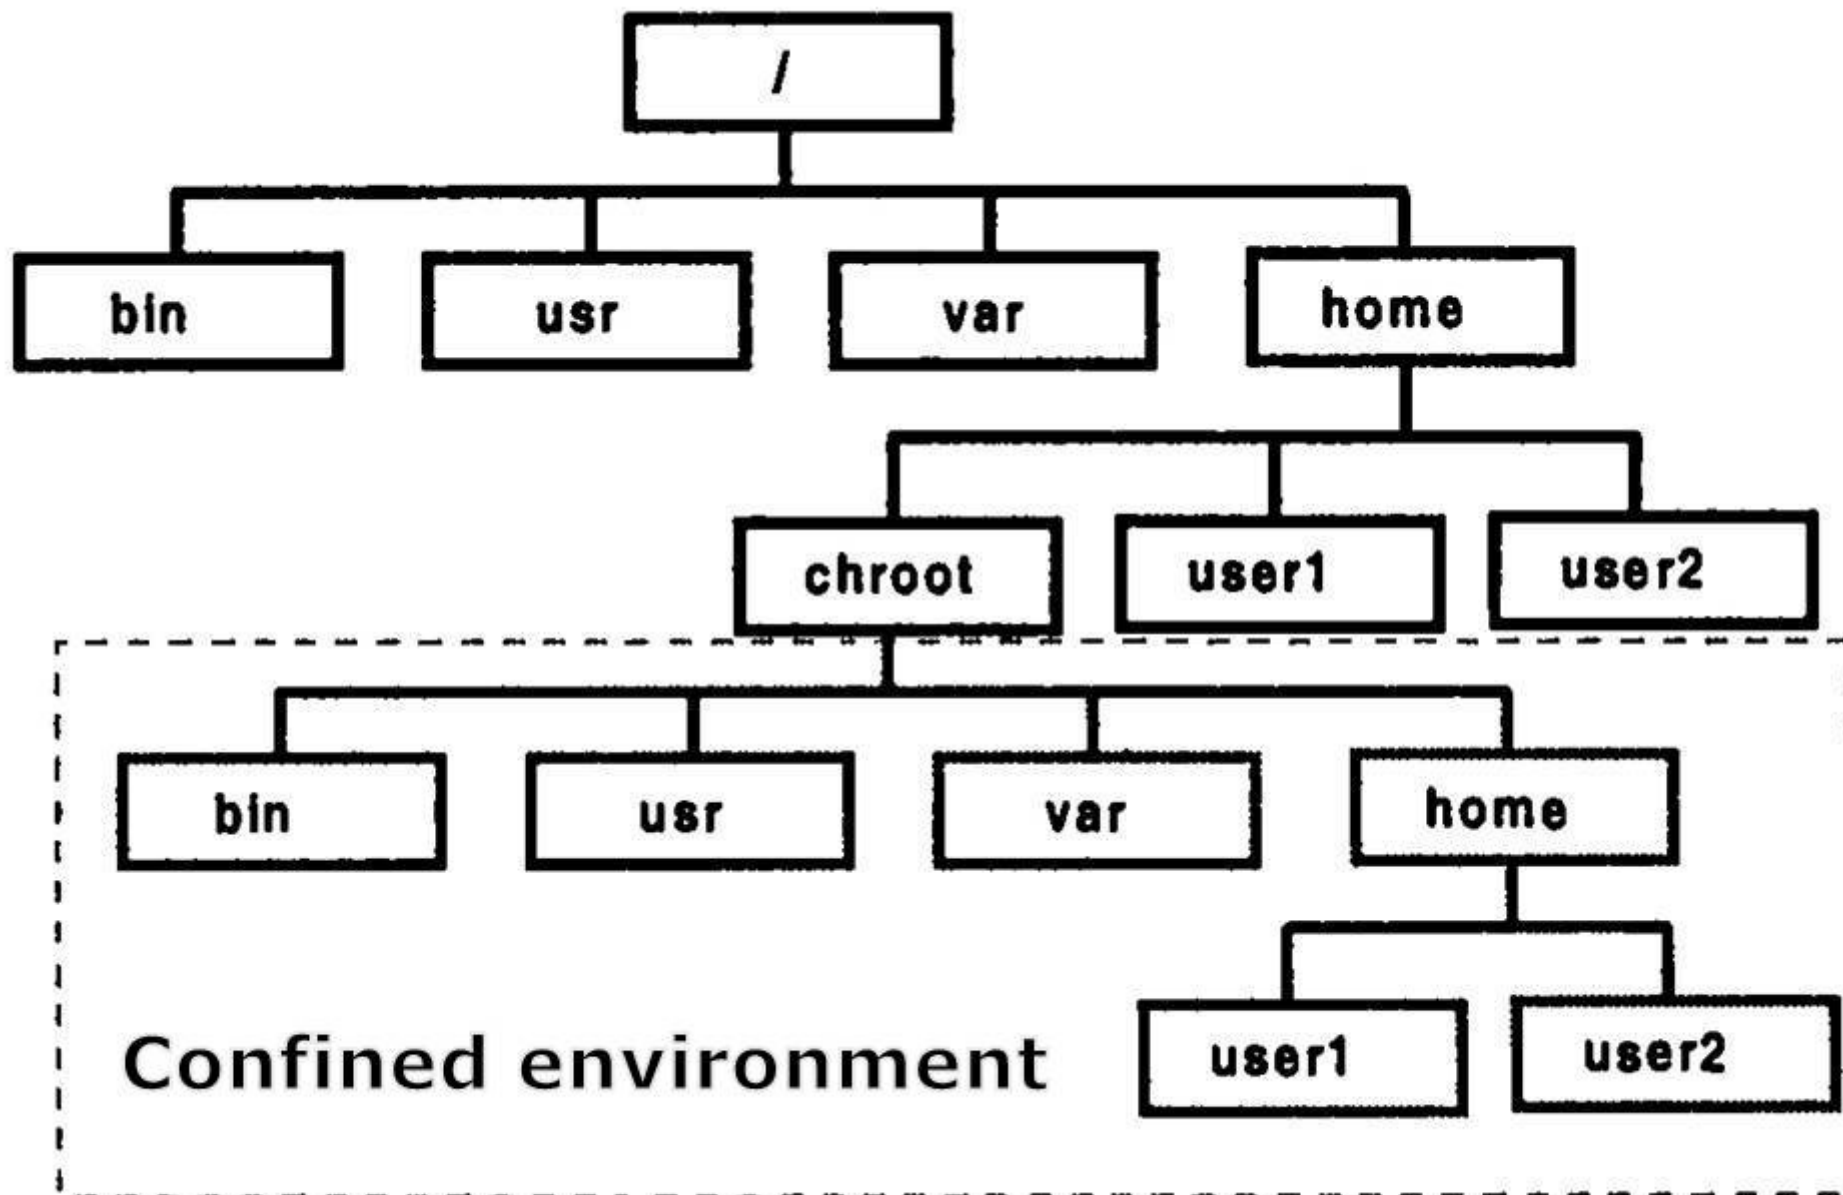 /
bin usr var home
chroot user1 user2
bin usr var home
user1 user2
Confined environment